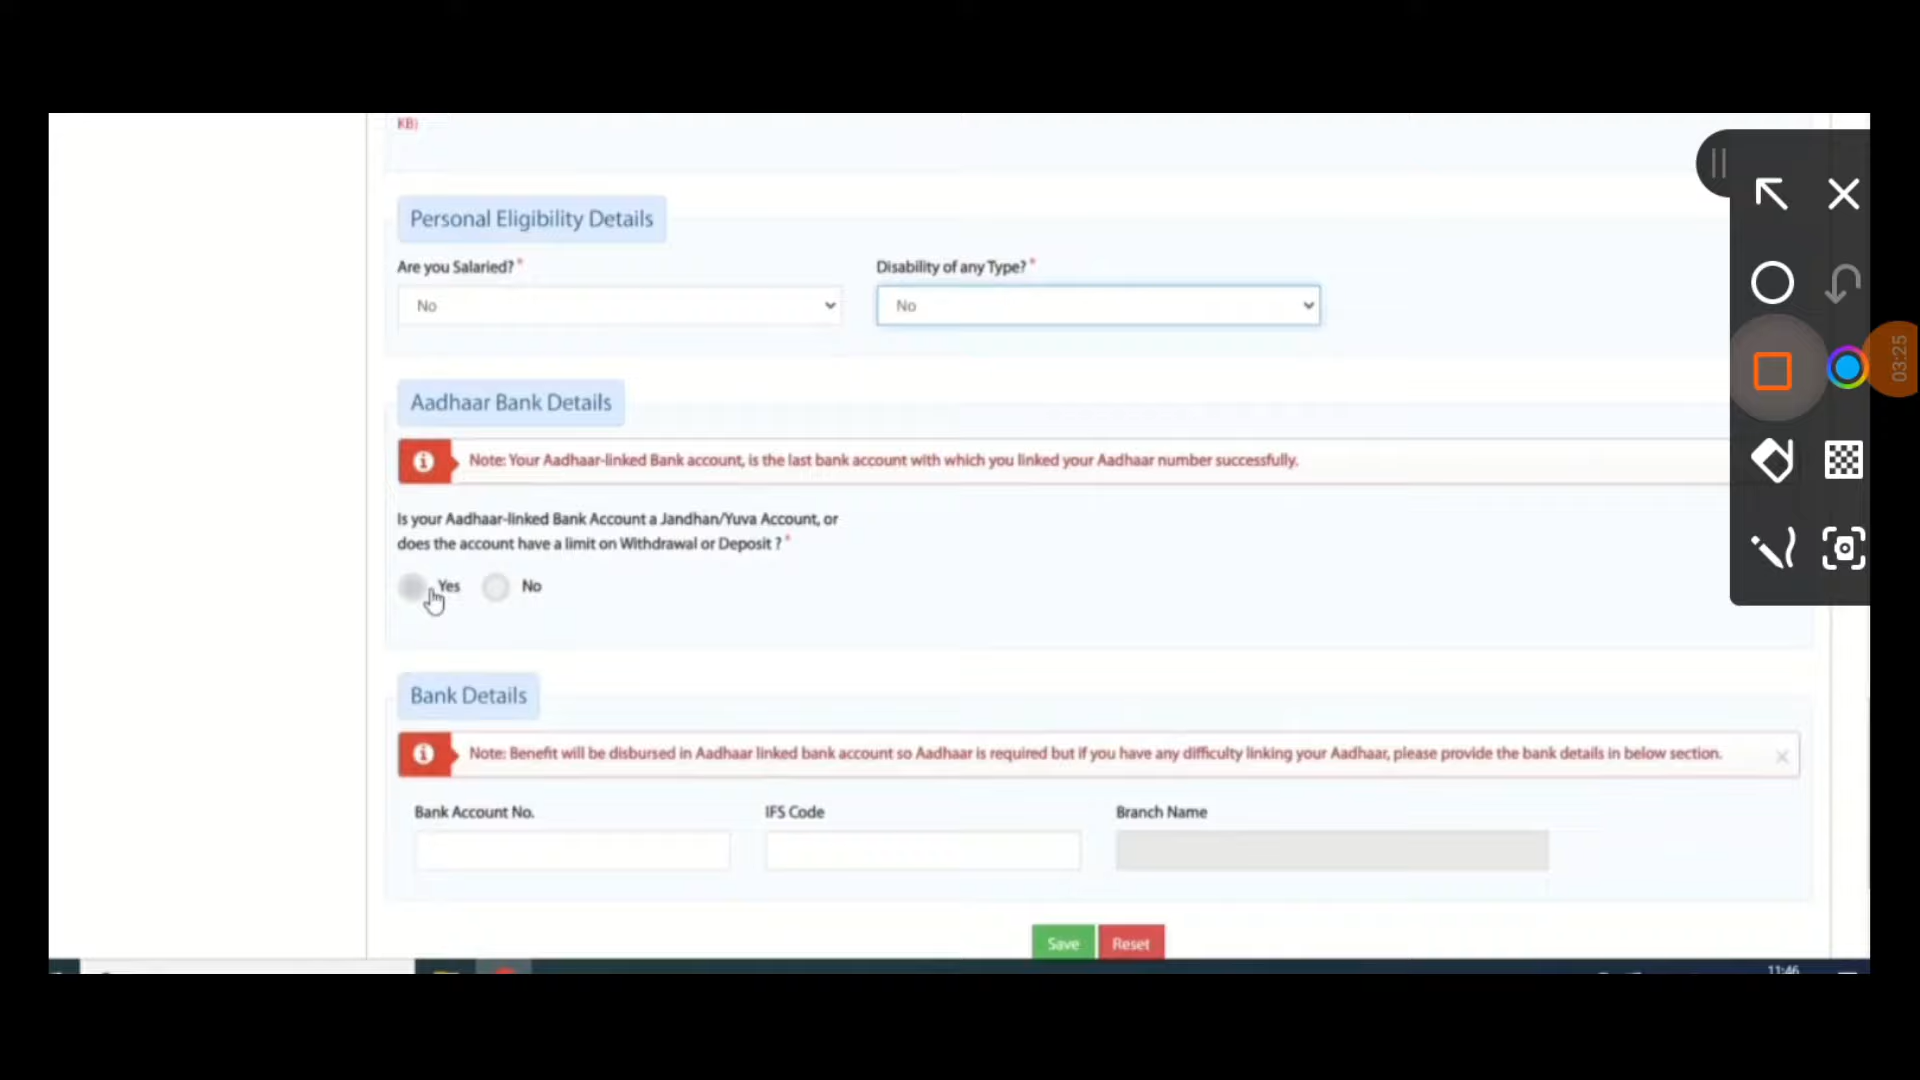 KB)
Personal Eligibility Details
Are you Salaried? *
Disability of any Type? *
No
No
Aadhaar Bank Details
Note: Your Aadhaar-linked Bank account, is the last bank account with which you linked your Aadhaar number successfully.
Is your Aadhaar-linked Bank Account a Jandhan/Yuva Account, or
does the account have a limit on Withdrawal or Deposit ? *
Yes
No
Bank Details
Note: Benefit will be disbursed in Aadhaar linked bank account so Aadhaar is required but if you have any difficulty linking your Aadhaar, please provide the bank details in below section.
Bank Account No.
IFS Code
Branch Name
Save
Reset
11:46
03:25